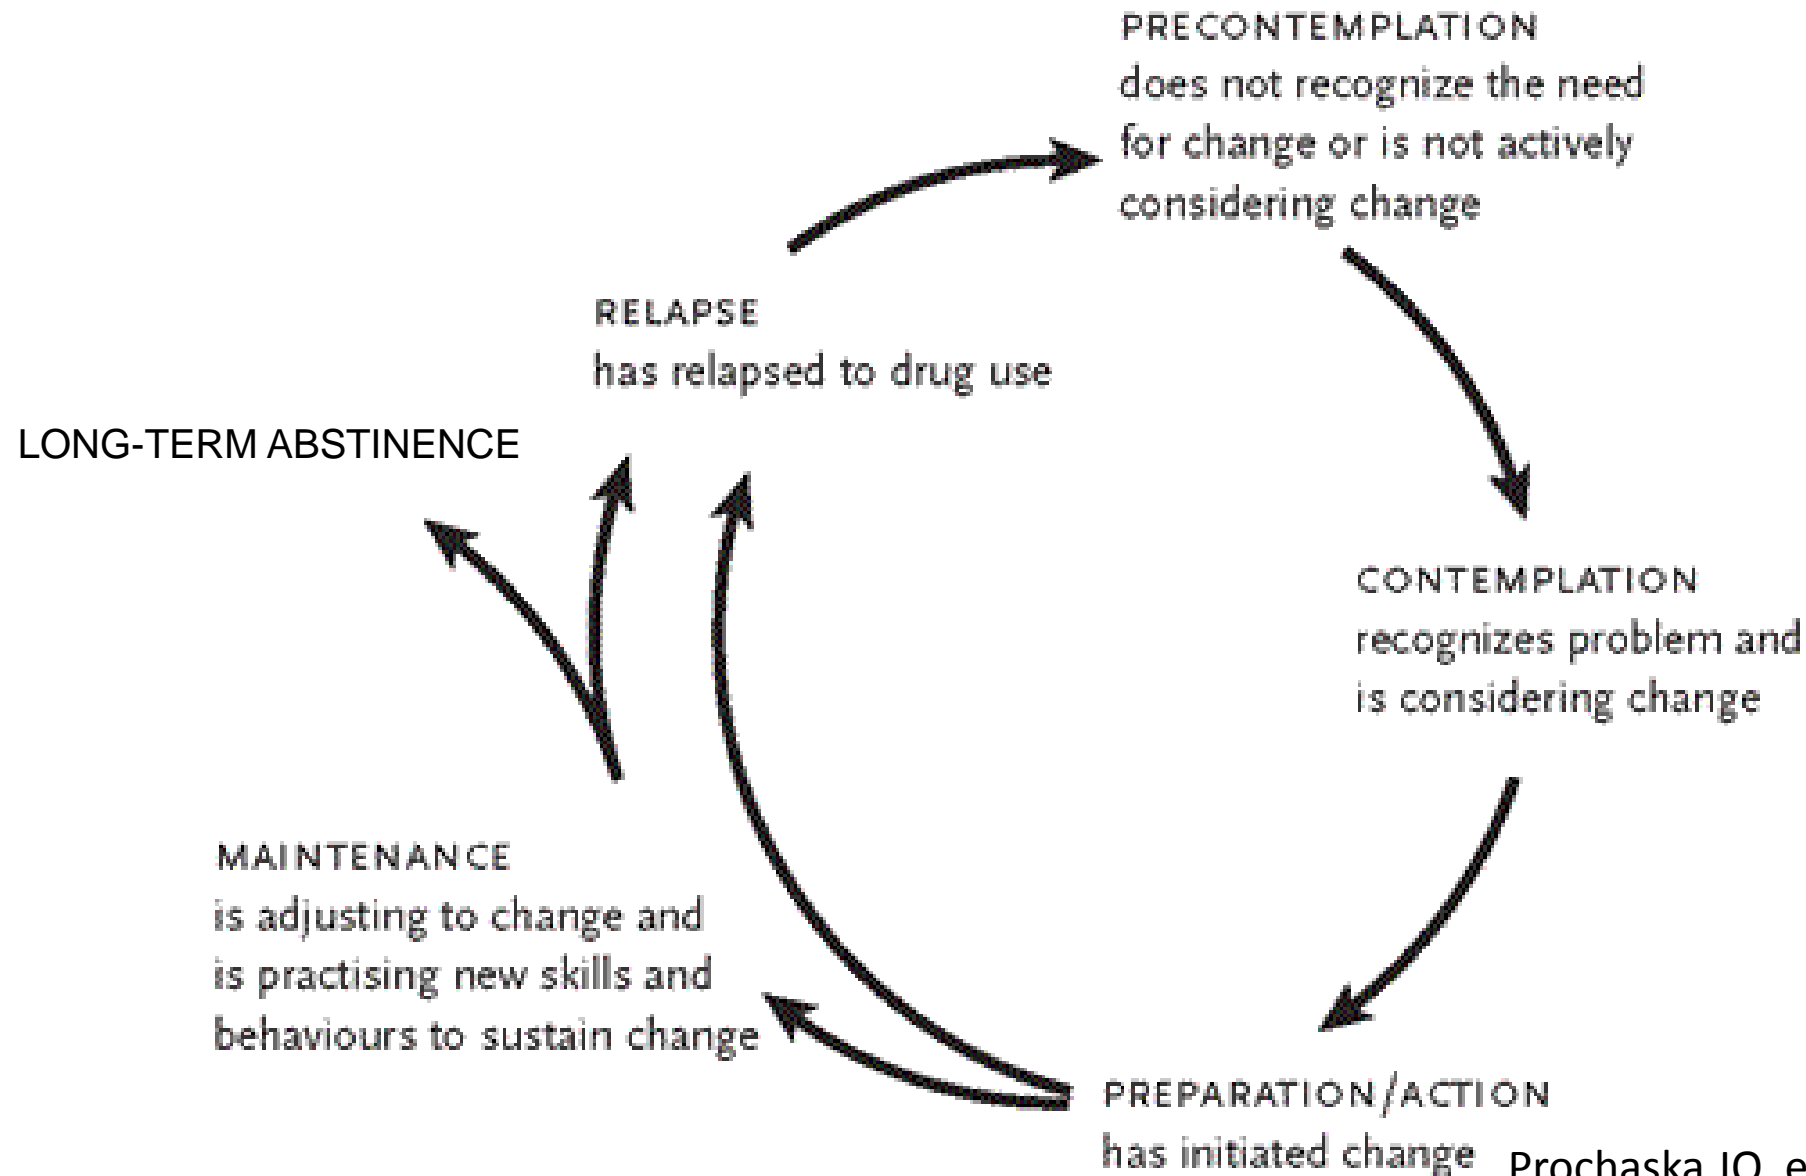 PRECONTEMPLATION
does not recognize the need
for change or is not actively
considering change
RELAPSE
has relapsed to drug use
LONG-TERM ABSTINENCE
CONTEMPLATION
recognizes problem and
is considering change
MAINTENANCE
is adjusting to change and
is practising new skills and
behaviours to sustain change
PREPARATION/ACTION
has initiated change
Prochaska JO, e